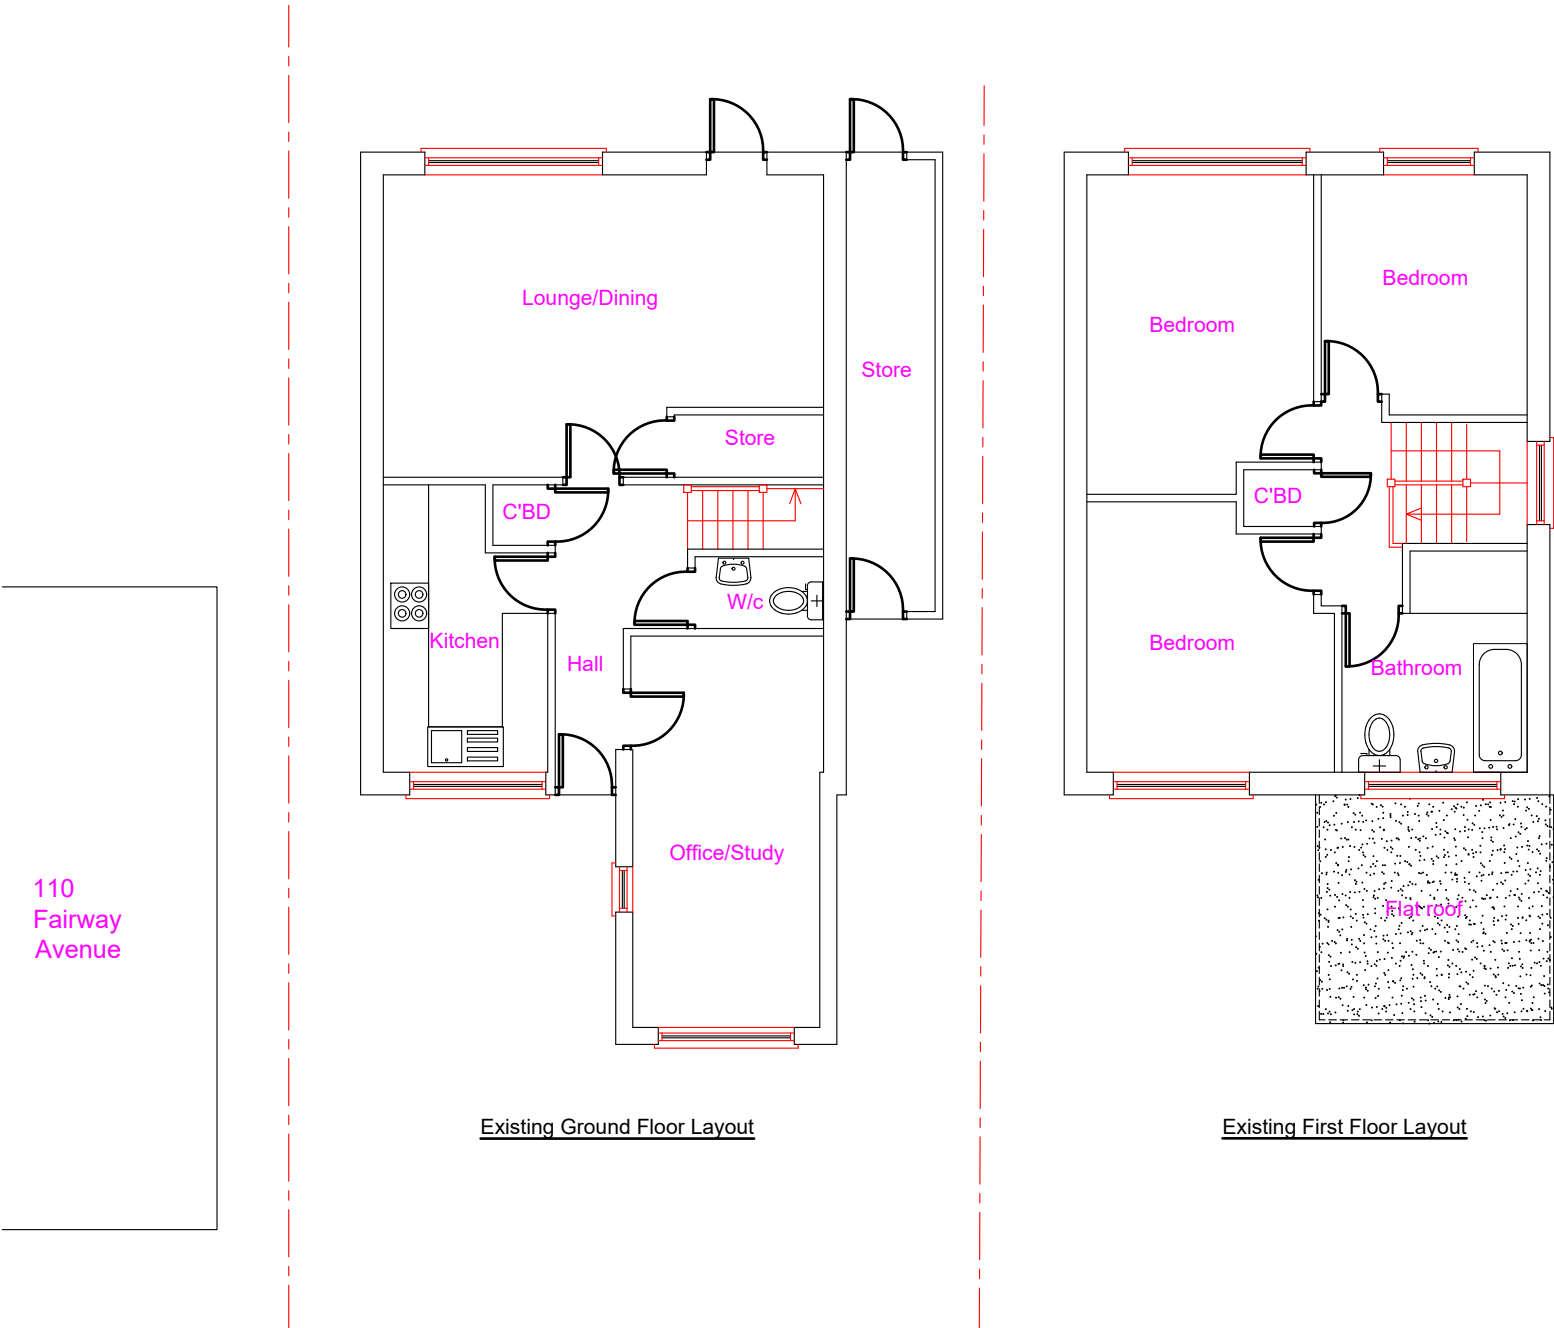 Lounge/Dining
Store
Store
C'BD
W/c
Kitchen
Hall
Office/Study
110
Fairway
Avenue
Existing Ground Floor Layout
Bedroom
Bedroom
C'BD
Bedroom
Bathroom
Flat roof
Existing First Floor Layout